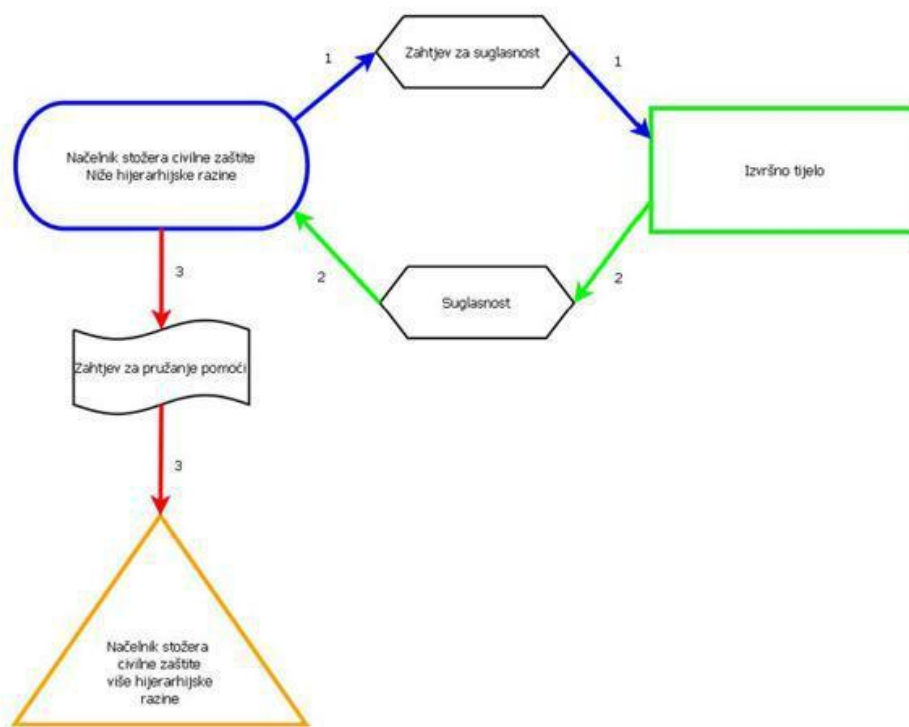 1
Zahtjev za suglasnost
1
Načelnik stožera civilne zaštite
Niže hijerarhijske razine
Izvršno tijelo
3
2
Suglasnost
2
Zahtjev za pružanje pomoći
3
Načelnik stožera
civilne zaštite
više hijerarhijske
razine